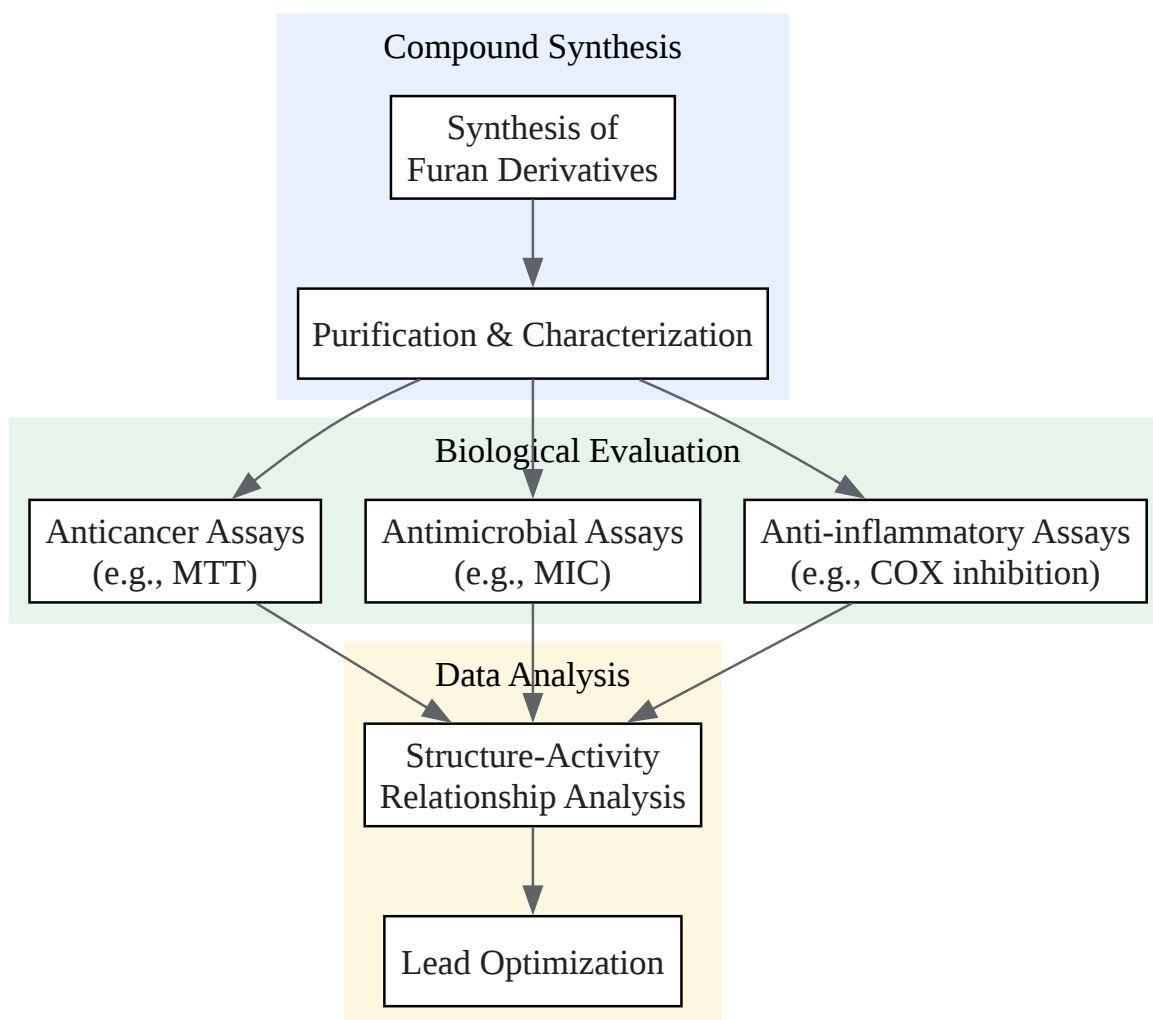 Compound Synthesis
Synthesis of
Furan Derivatives
Purification & Characterization
Biological Evaluation
Anticancer Assays
(e.g., MTT)
Antimicrobial Assays
(e.g., MIC)
Anti-inflammatory Assays
(e.g., COX inhibition)
Data Analysis
Structure-Activity
Relationship Analysis
Lead Optimization